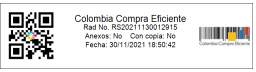 Colombia Compra Eficiente
Rad No. RS20211130012915
Anexos: No Con copia: No
Fecha: 30/11/2021 18:50:42
Colombia Compra Eficiente